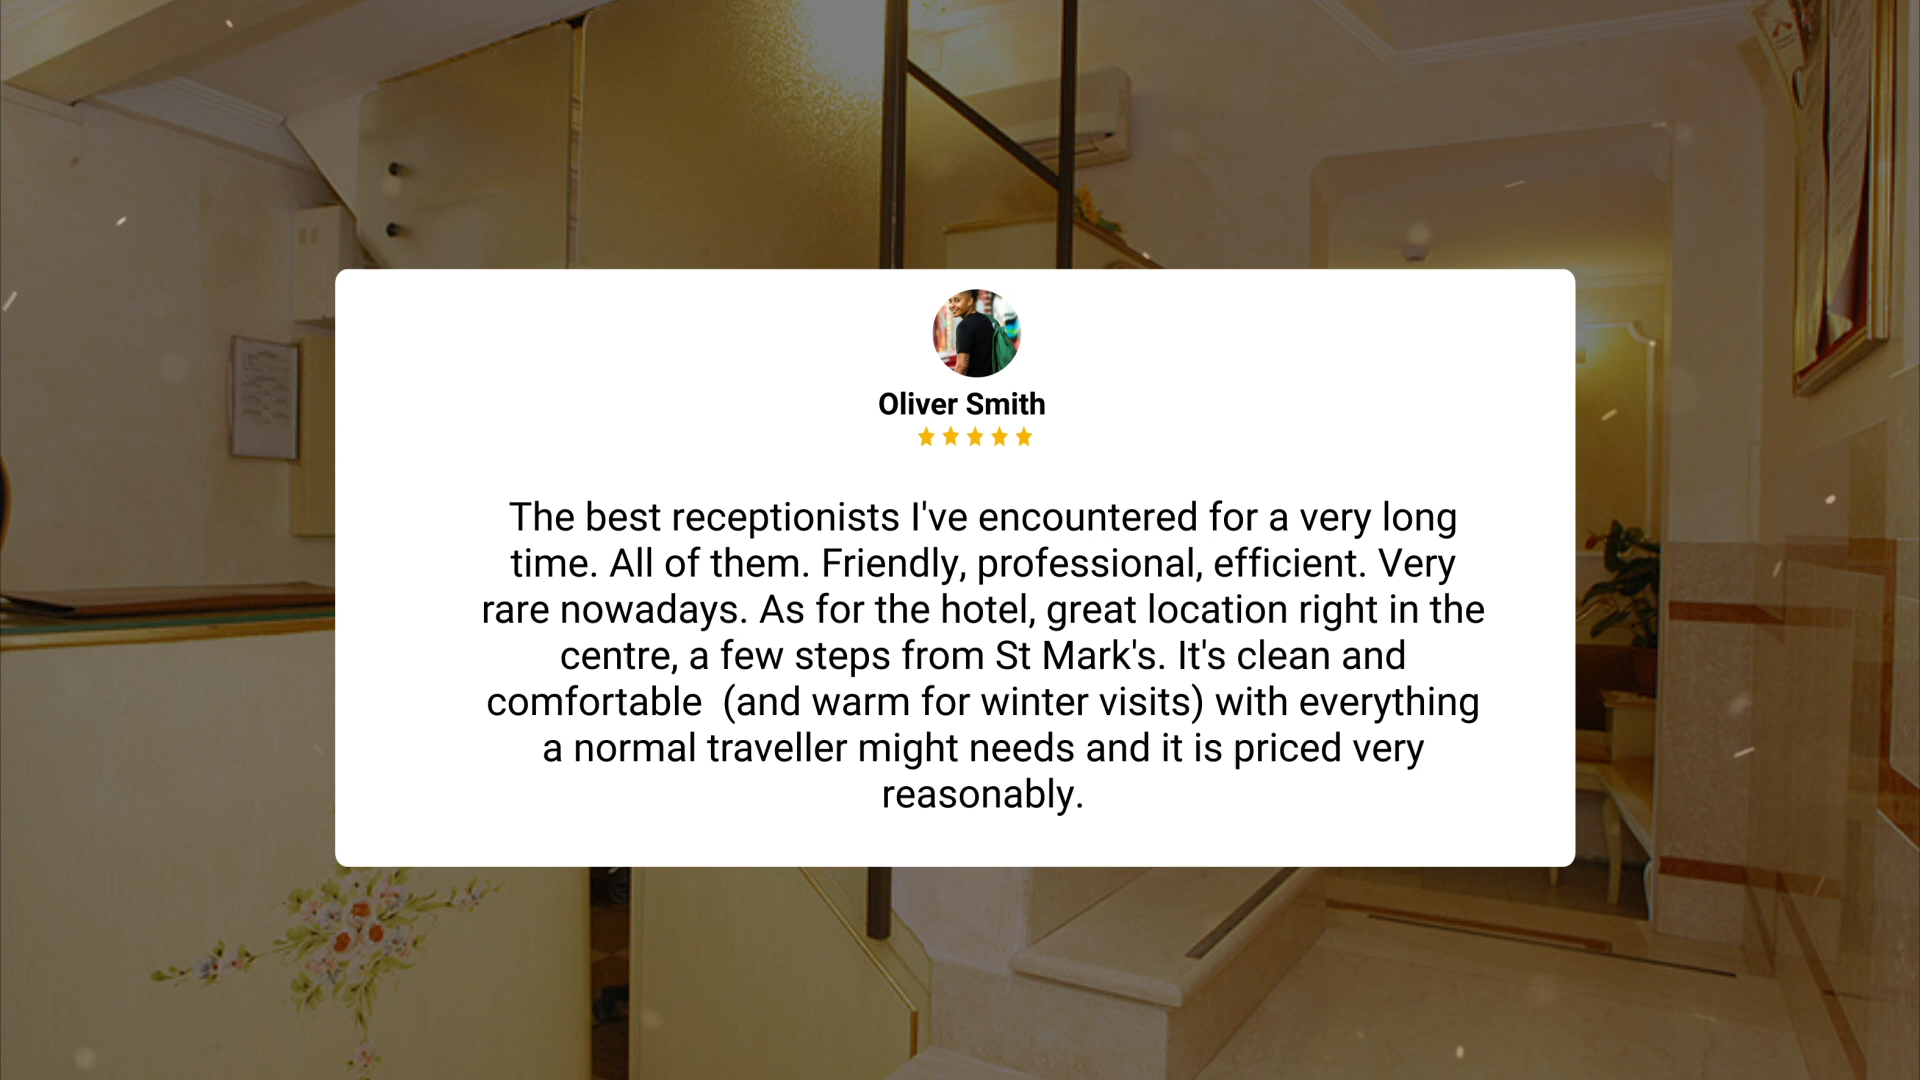 Oliver Smith
The best receptionists I've encountered for a very long
time. All of them. Friendly, professional, efficient. Very
rare nowadays. As for the hotel, great location right in the
centre, a few steps from St Mark's. It's clean and
comfortable  (and warm for winter visits) with everything
a normal traveller might needs and it is priced very
reasonably.